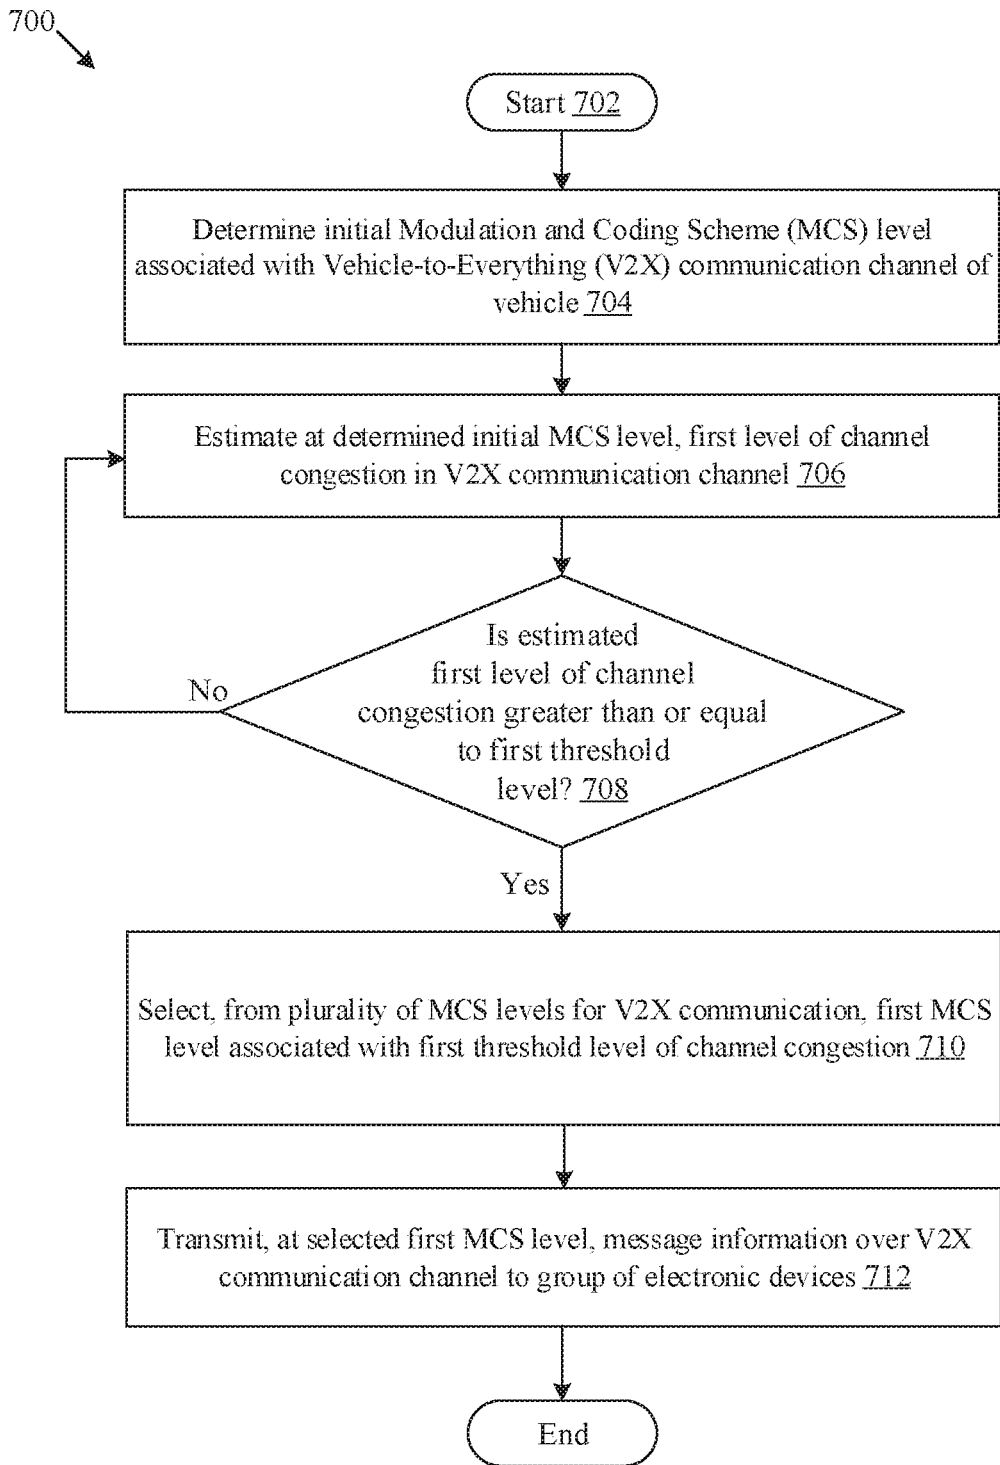 700
Start 702
Determine initial Modulation and Coding Scheme (MCS) level
associated with Vehicle-to-Everything (V2X) communication channel of
vehicle 704
Estimate at determined initial MCS level, first level of channel
congestion in V2X communication channel 706
Is estimated
first level of channel
congestion greater than or equal
to first threshold
level? 708
No
Yes
Select, from plurality of MCS levels for V2X communication, first MCS
level associated with first threshold level of channel congestion 710
Transmit, at selected first MCS level, message information over V2X
communication channel to group of electronic devices 712
End